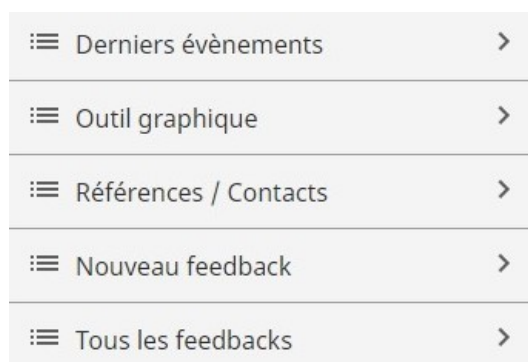 Derniers évènements
Outil graphique
Références / Contacts
Nouveau feedback
Tous les feedbacks